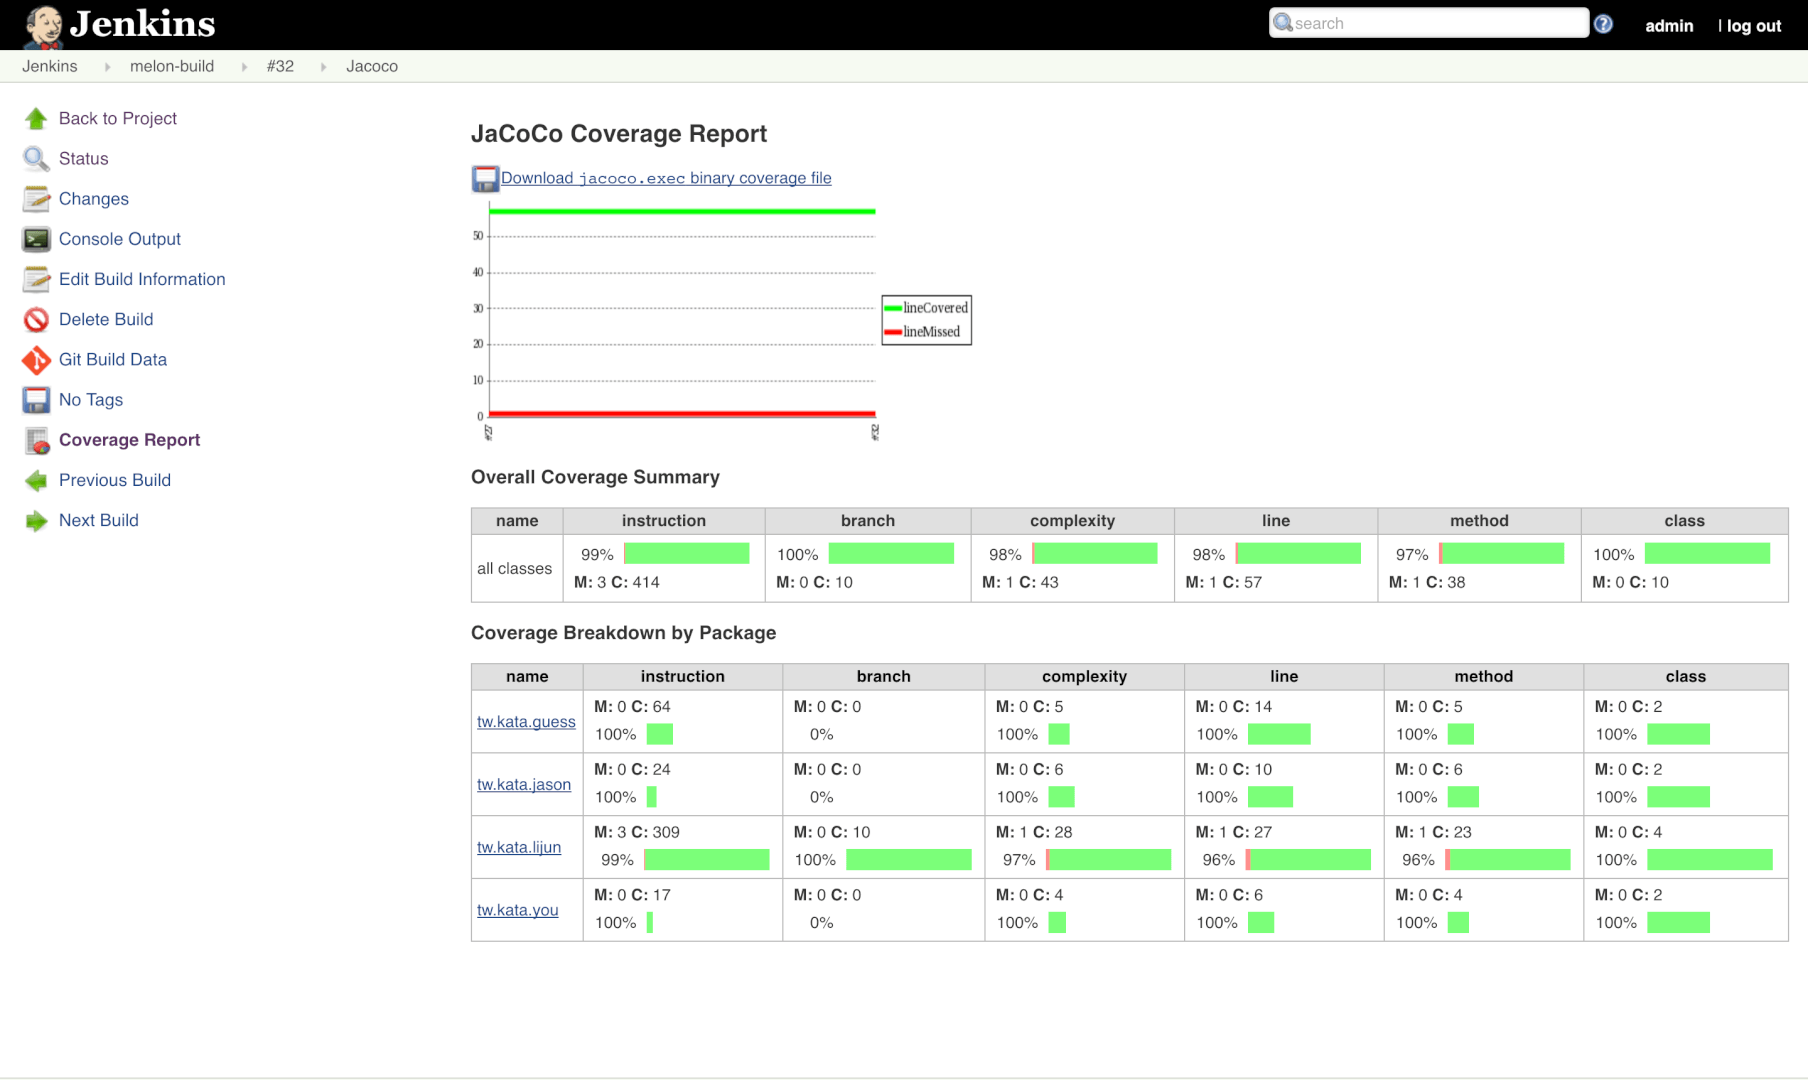 Jenkins
search
admin
| log out
Jenkins
melon-build
#32
Jacoco
Back to Project
Status
Changes
Console Output
Edit Build Information
Delete Build
Git Build Data
No Tags
Coverage Report
Previous Build
Next Build
JaCoCo Coverage Report
Download jacoco.exec binary coverage file
50
40
30
20
10
0
#27
#32
lineCovered
lineMissed
Overall Coverage Summary
name instruction branch complexity line method class
all classes
99% 100% 98% 98% 97% 100%
M: 3 C: 414 M: 0 C: 10 M: 1 C: 43 M: 1 C: 57 M: 1 C: 38 M: 0 C: 10
Coverage Breakdown by Package
name instruction branch complexity line method class
tw.kata.guess
M: 0 C: 64 M: 0 C: 0 M: 0 C: 5 M: 0 C: 14 M: 0 C: 5 M: 0 C: 2
100% 0% 100% 100% 100% 100%
tw.kata.jason
M: 0 C: 24 M: 0 C: 0 M: 0 C: 6 M: 0 C: 10 M: 0 C: 6 M: 0 C: 2
100% 0% 100% 100% 100% 100%
tw.kata.lijun
M: 3 C: 309 M: 0 C: 10 M: 1 C: 28 M: 1 C: 27 M: 1 C: 23 M: 0 C: 4
99% 100% 97% 96% 96% 100%
tw.kata.you
M: 0 C: 17 M: 0 C: 0 M: 0 C: 4 M: 0 C: 6 M: 0 C: 4 M: 0 C: 2
100% 0% 100% 100% 100% 100%